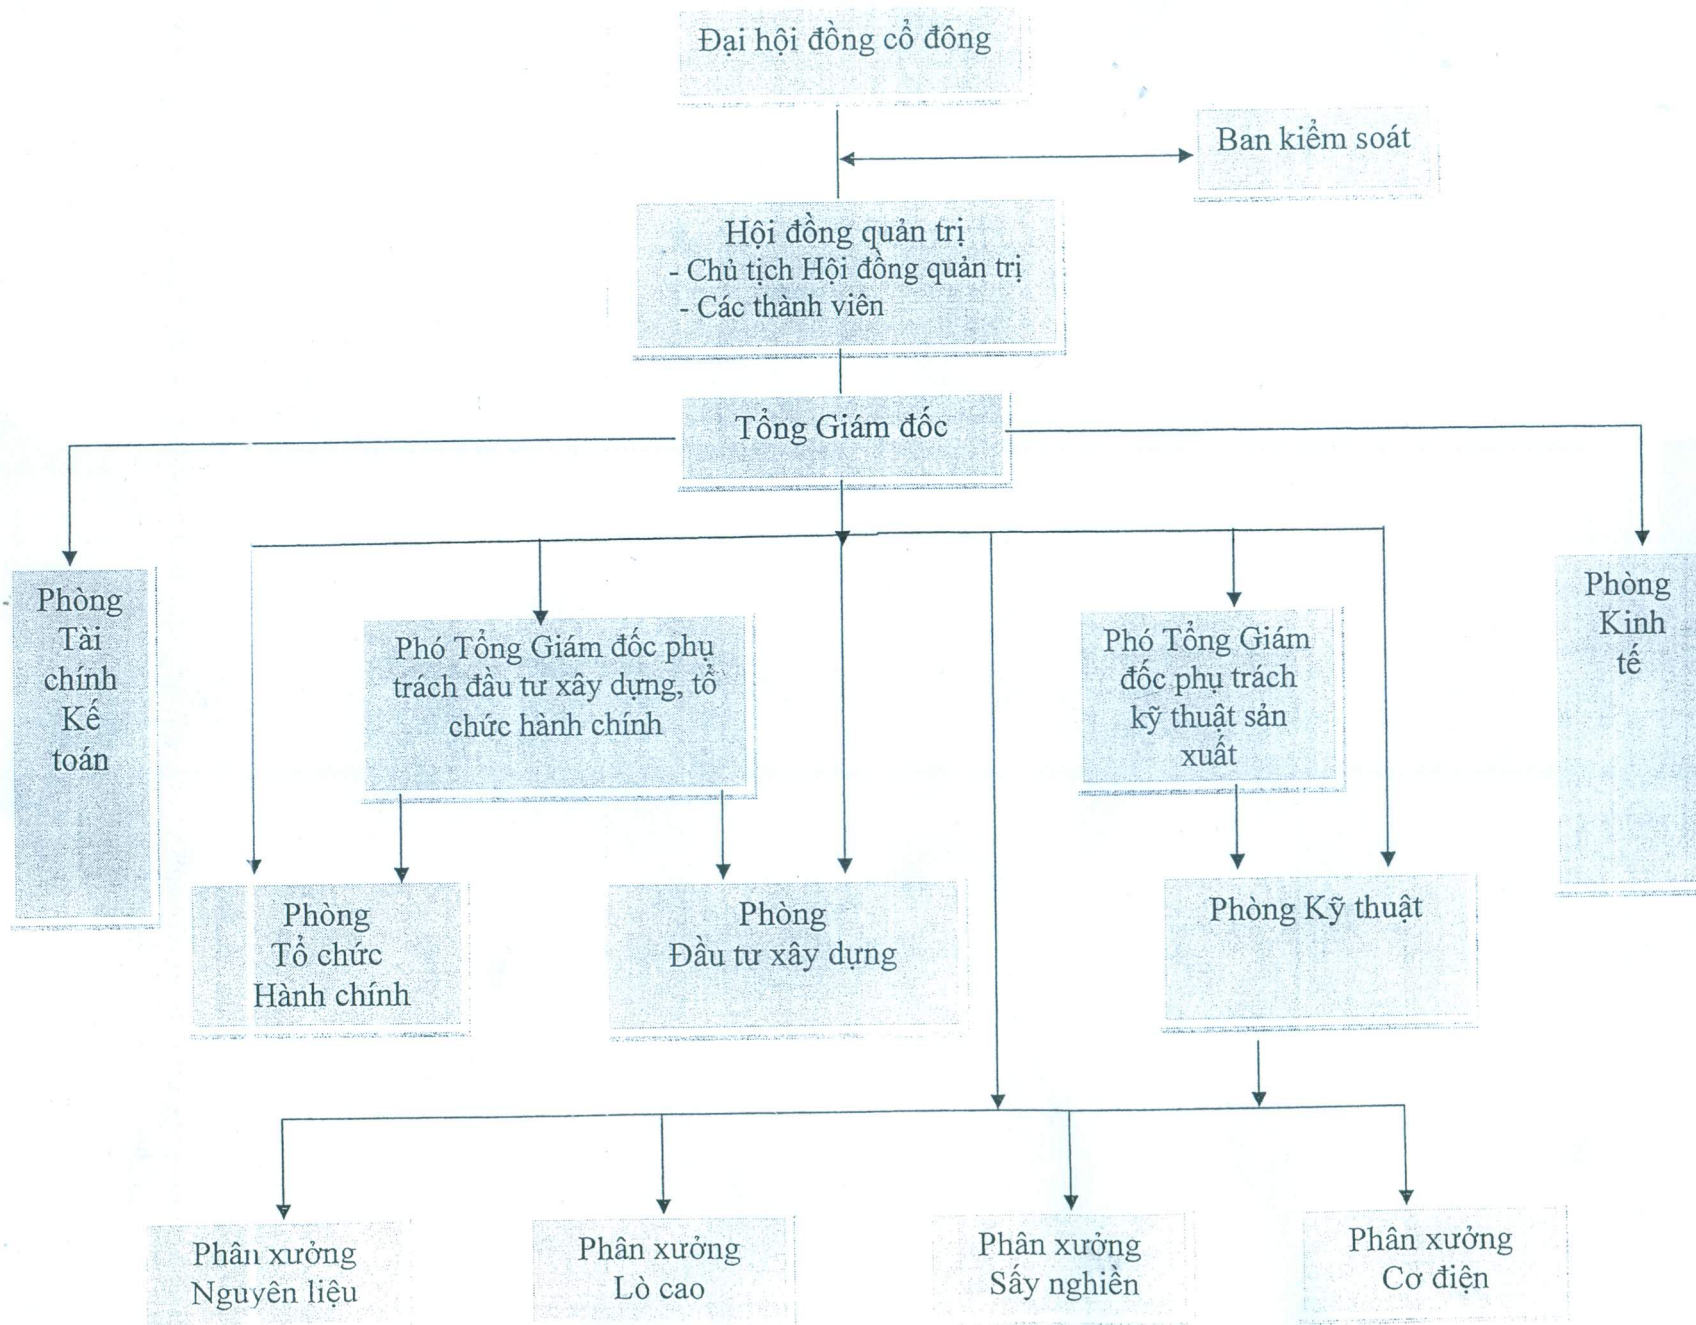 Đại hội đồng cổ đông
Ban kiểm soát
Hội đồng quản trị
- Chủ tịch Hội đồng quản trị
- Các thành viên
Tổng Giám đốc
Phòng
Tài
chính
Kế
toán
Phó Tổng Giám đốc phụ
trách đầu tư xây dựng, tổ
chức hành chính
Phó Tổng Giám
đốc phụ trách
kỹ thuật sản
xuất
Phòng
Kinh
tế
Phòng
Tổ chức
Hành chính
Phòng
Đầu tư xây dựng
Phòng Kỹ thuật
Phân xưởng
Nguyên liệu
Phân xưởng
Lò cao
Phân xưởng
Sấy nghiền
Phân xưởng
Cơ điện